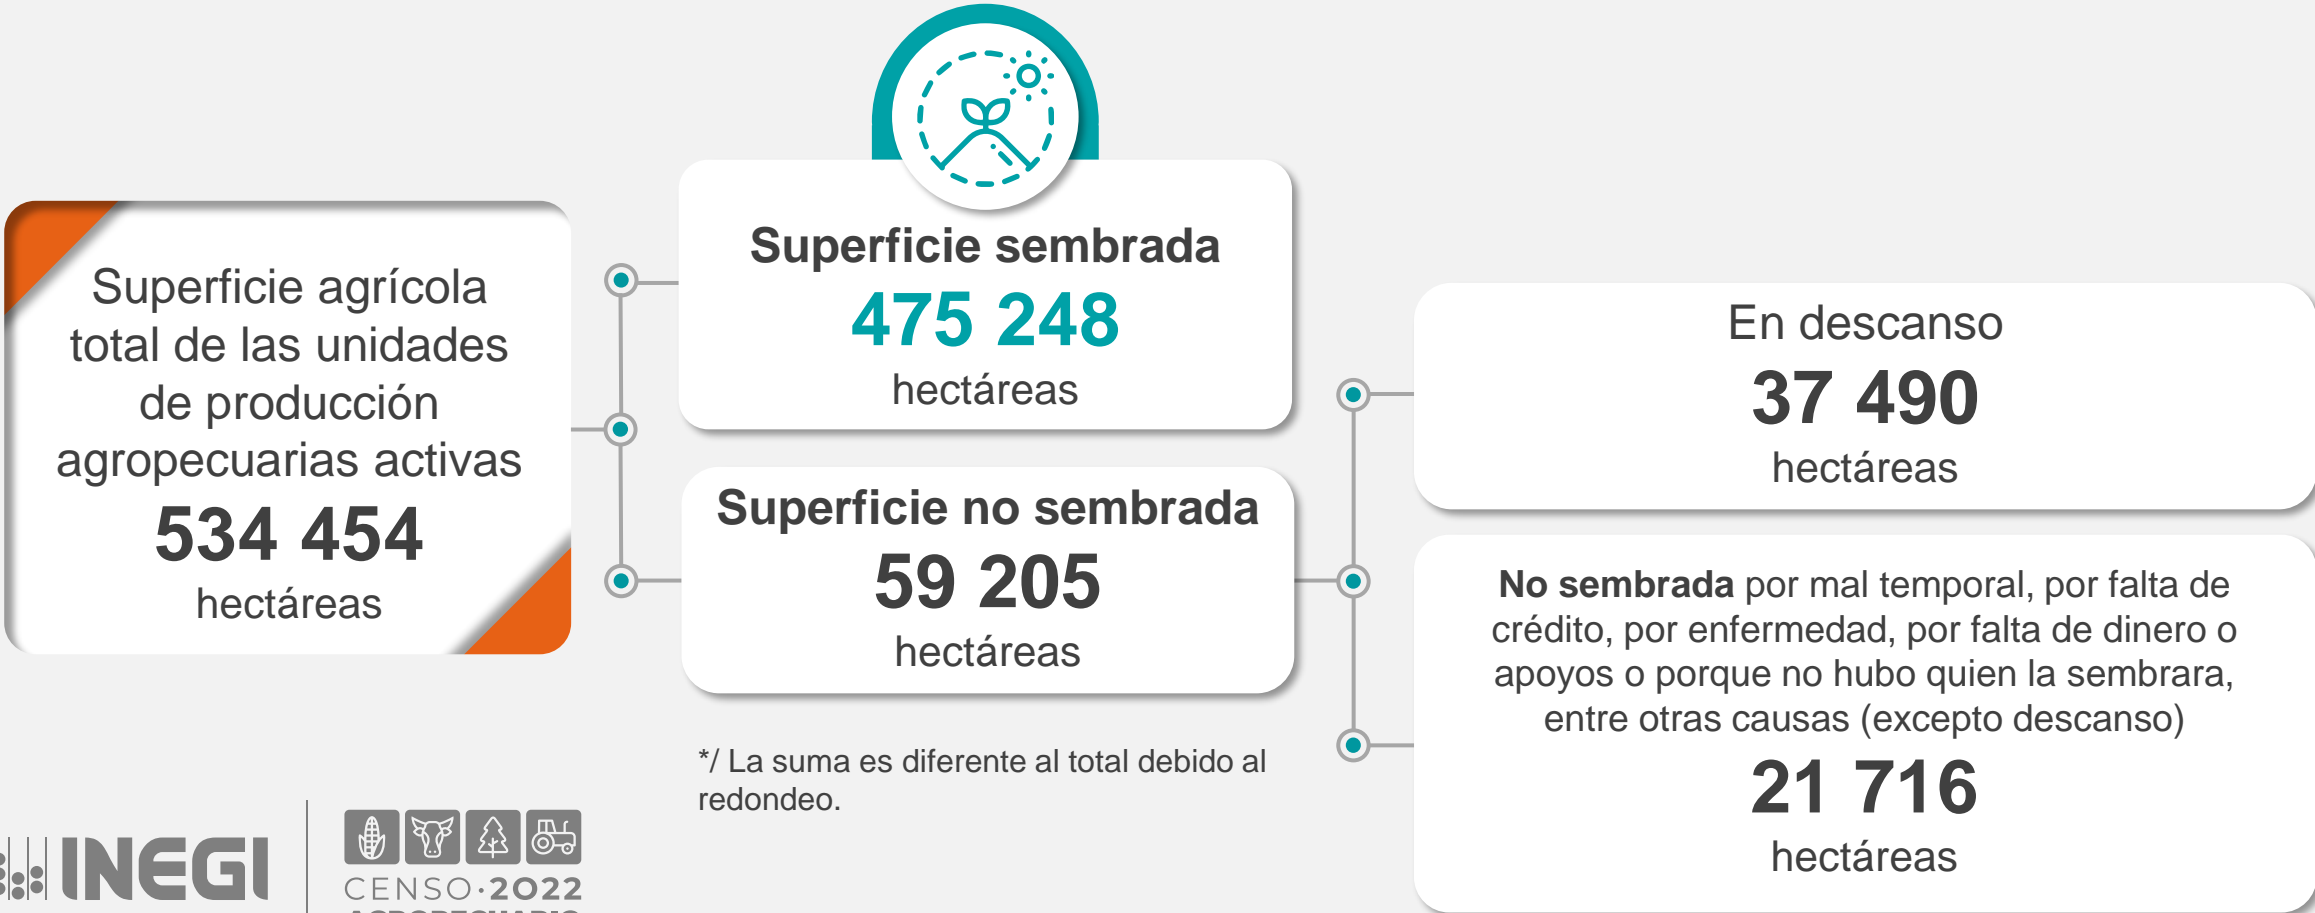 Superficie agrícola
total de las unidades
de producción
agropecuarias activas
534 454
hectáreas
Superficie sembrada
475 248
hectáreas
Superficie no sembrada
59 205
hectáreas
*/ La suma es diferente al total debido al
redondeo.
En descanso
37 490
hectáreas
No sembrada por mal temporal, por falta de
crédito, por enfermedad, por falta de dinero o
apoyos o porque no hubo quien la sembrara,
entre otras causas (excepto descanso)
21 716
hectáreas
INEGI
CENSO·2022
AGROPECUARIO